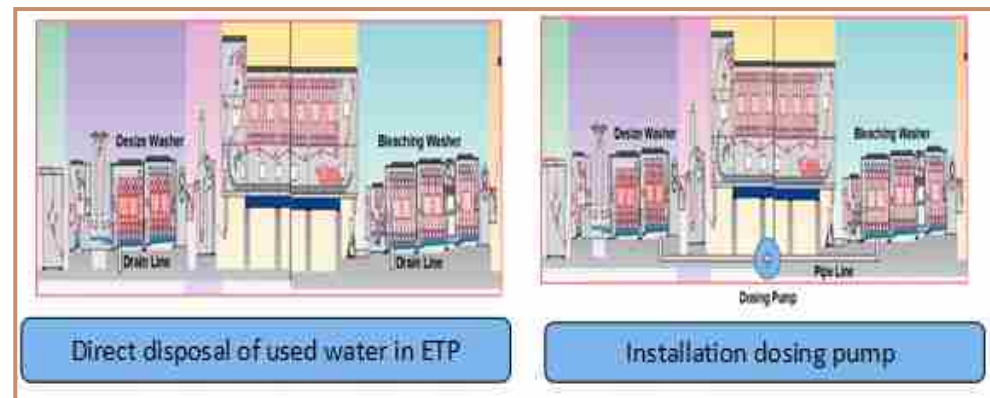 Desize Washer
Bleaching Washer
Drain Line
Drain Line
Direct disposal of used water in ETP
Desize Washer
Bleaching Washer
Pipe Line
Dosing Pump
Installation dosing pump